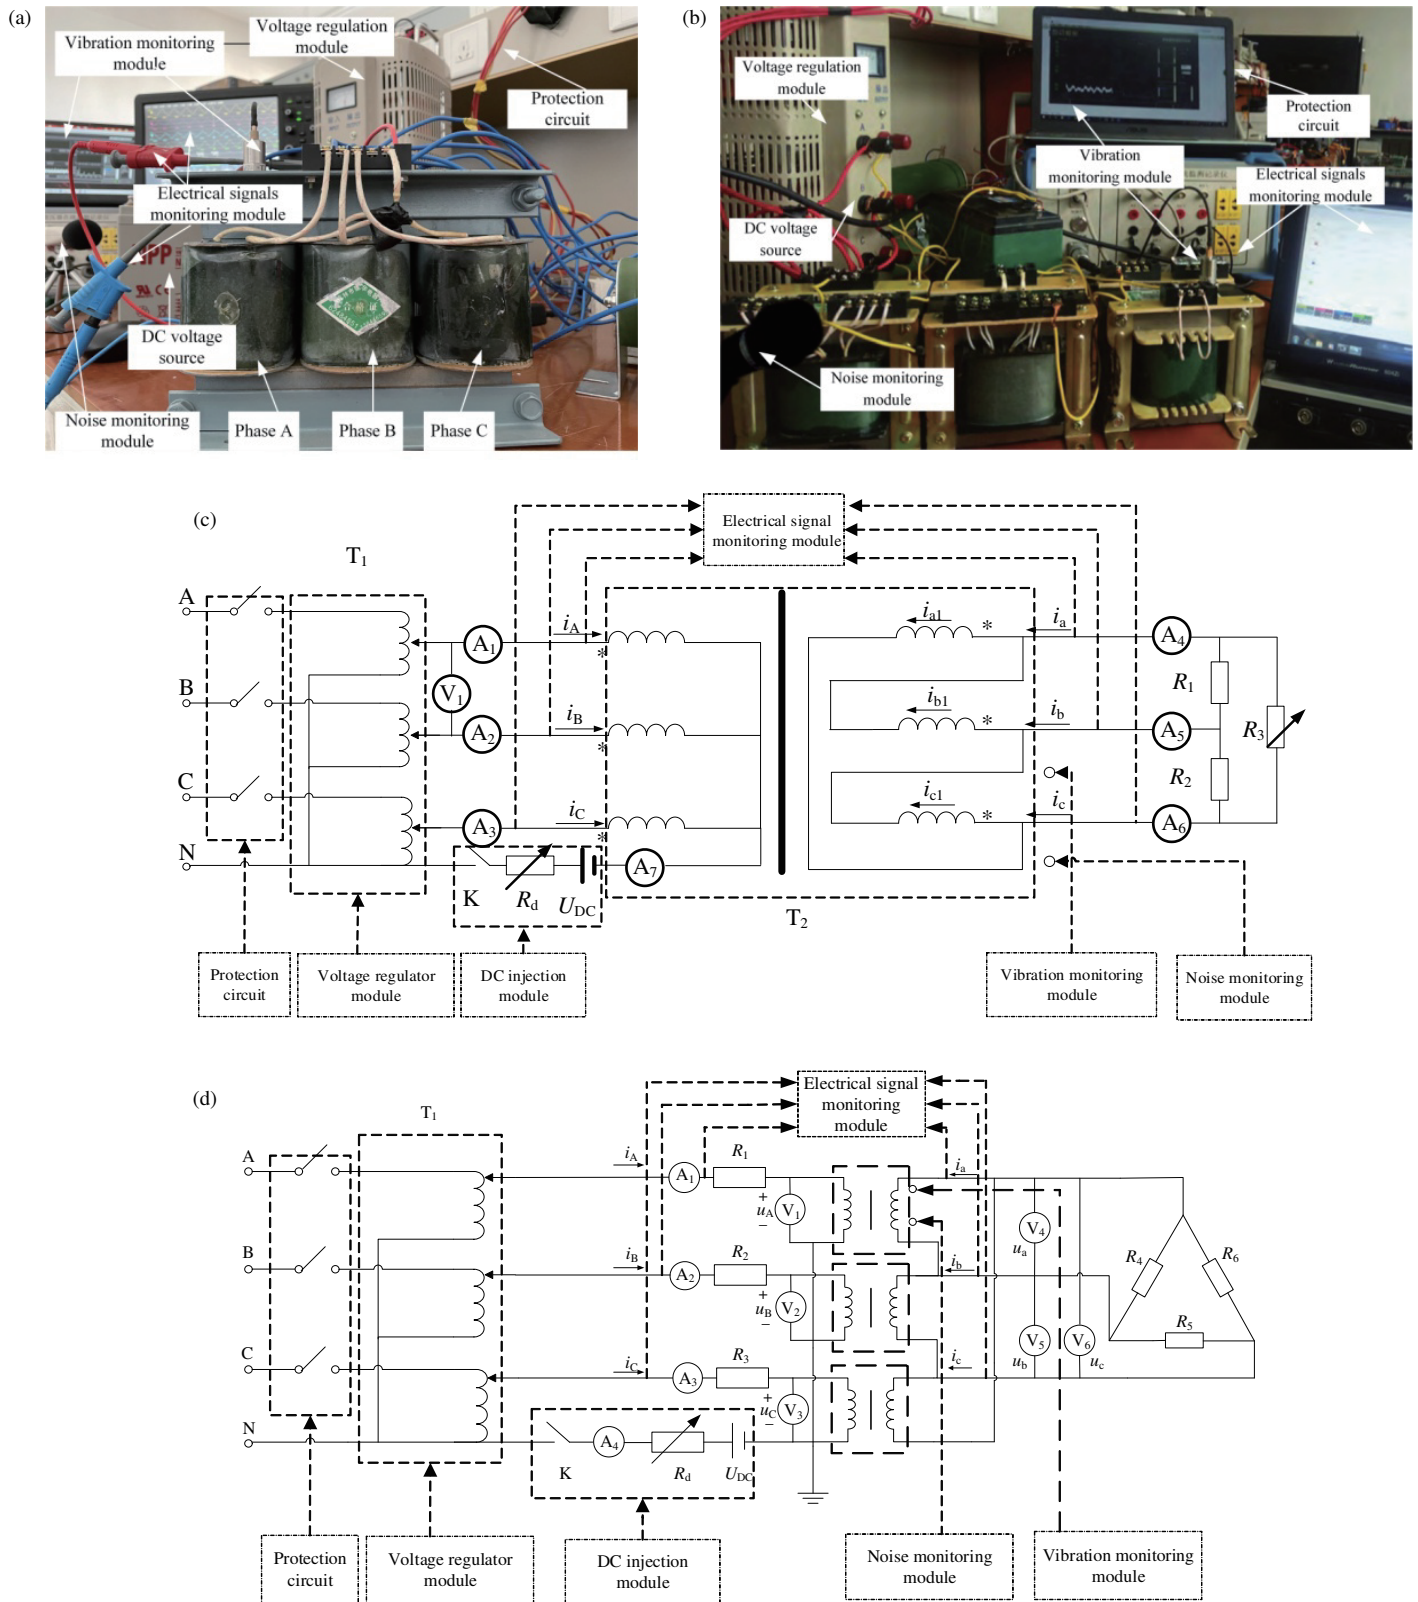 (a)
Vibration monitoring
module
Voltage regulation
module
Protection
circuit
Electrical signals
monitoring module
DC voltage
source
Noise monitoring
module
Phase A
Phase B
Phase C
(b)
Voltage regulation
module
Protection
circuit
Vibration
monitoring module
Electrical signals
monitoring module
DC voltage
source
Noise monitoring
module
(c)
Electrical signal
monitoring module
T1
A
B
C
N
A1
V1
A2
A3
iA
*
iB
*
iC
*
K
Rd
UDC
A7
T2
ia1
*
ia
ib1
*
ib
ic1
*
ic
A4
A5
A6
R1
R2
R3
Protection
circuit
Voltage regulator
module
DC injection
module
Vibration monitoring
module
Noise monitoring
module
(d)
Electrical signal
monitoring
module
T1
A
B
C
N
iA
A1
R1
+
uA
−
V1
iB
A2
R2
+
uB
−
V2
iC
A3
R3
+
uC
−
V3
K
A4
Rd
UDC
ia
ib
ic
V4
ua
V5
ub
V6
uc
R4
R6
R5
Protection
circuit
Voltage regulator
module
DC injection
module
Noise monitoring
module
Vibration monitoring
module